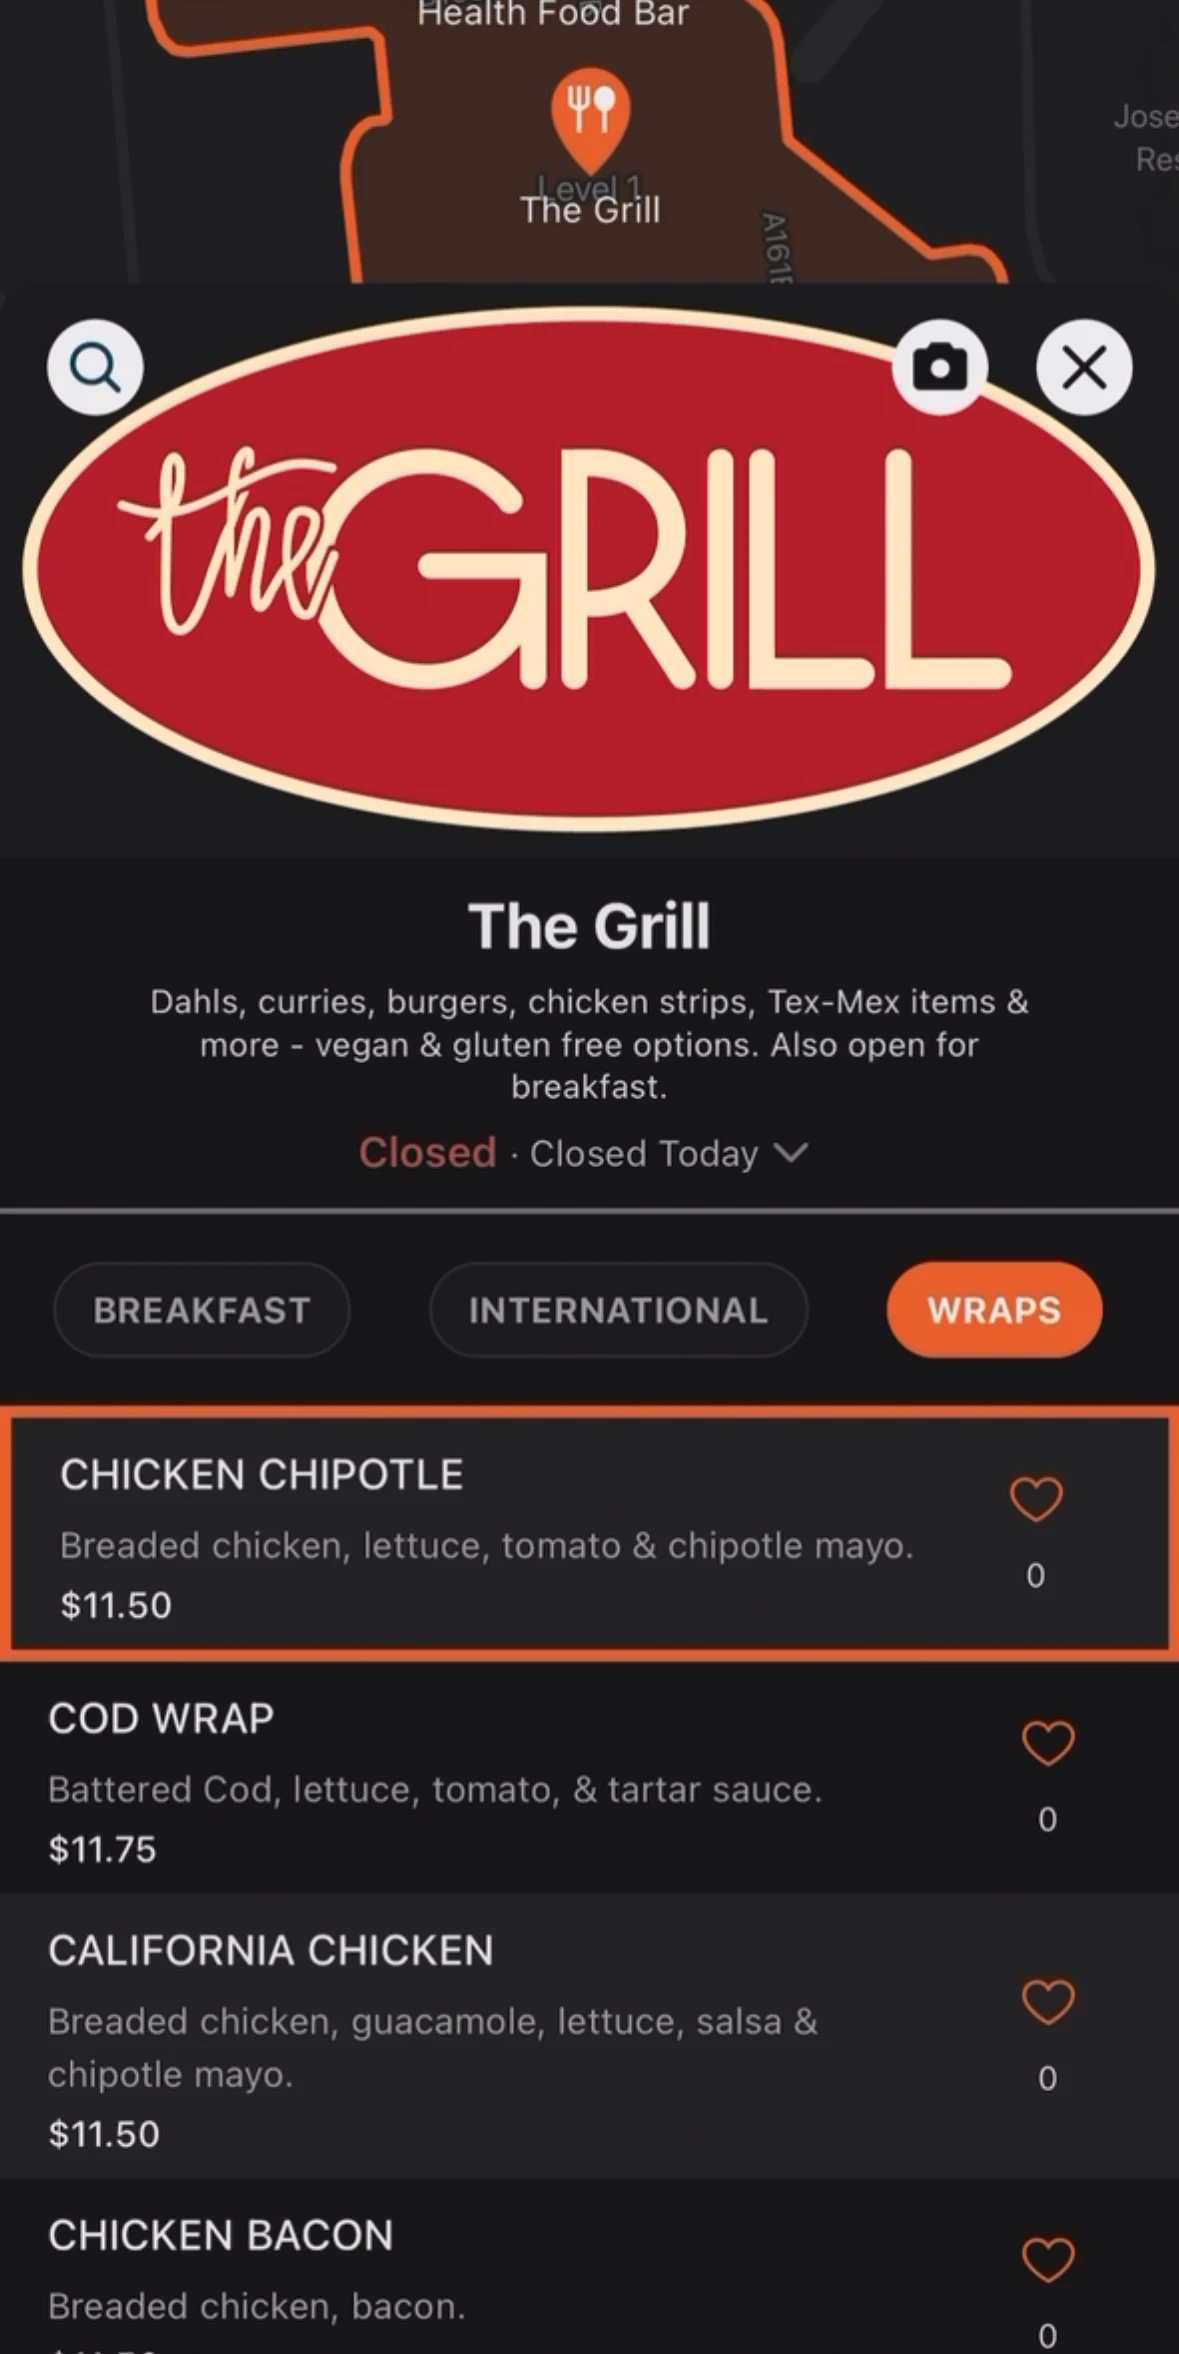 Health Food Bar
Level 1
The Grill
A161
Jose
Res
the GRILL
The Grill
Dahls, curries, burgers, chicken strips, Tex-Mex items &
more - vegan & gluten free options. Also open for
breakfast.
Closed · Closed Today
BREAKFAST
INTERNATIONAL
WRAPS
CHICKEN CHIPOTLE
Breaded chicken, lettuce, tomato & chipotle mayo.
$11.50
0
COD WRAP
Battered Cod, lettuce, tomato, & tartar sauce.
$11.75
0
CALIFORNIA CHICKEN
Breaded chicken, guacamole, lettuce, salsa &
chipotle mayo.
$11.50
0
CHICKEN BACON
Breaded chicken, bacon.
0